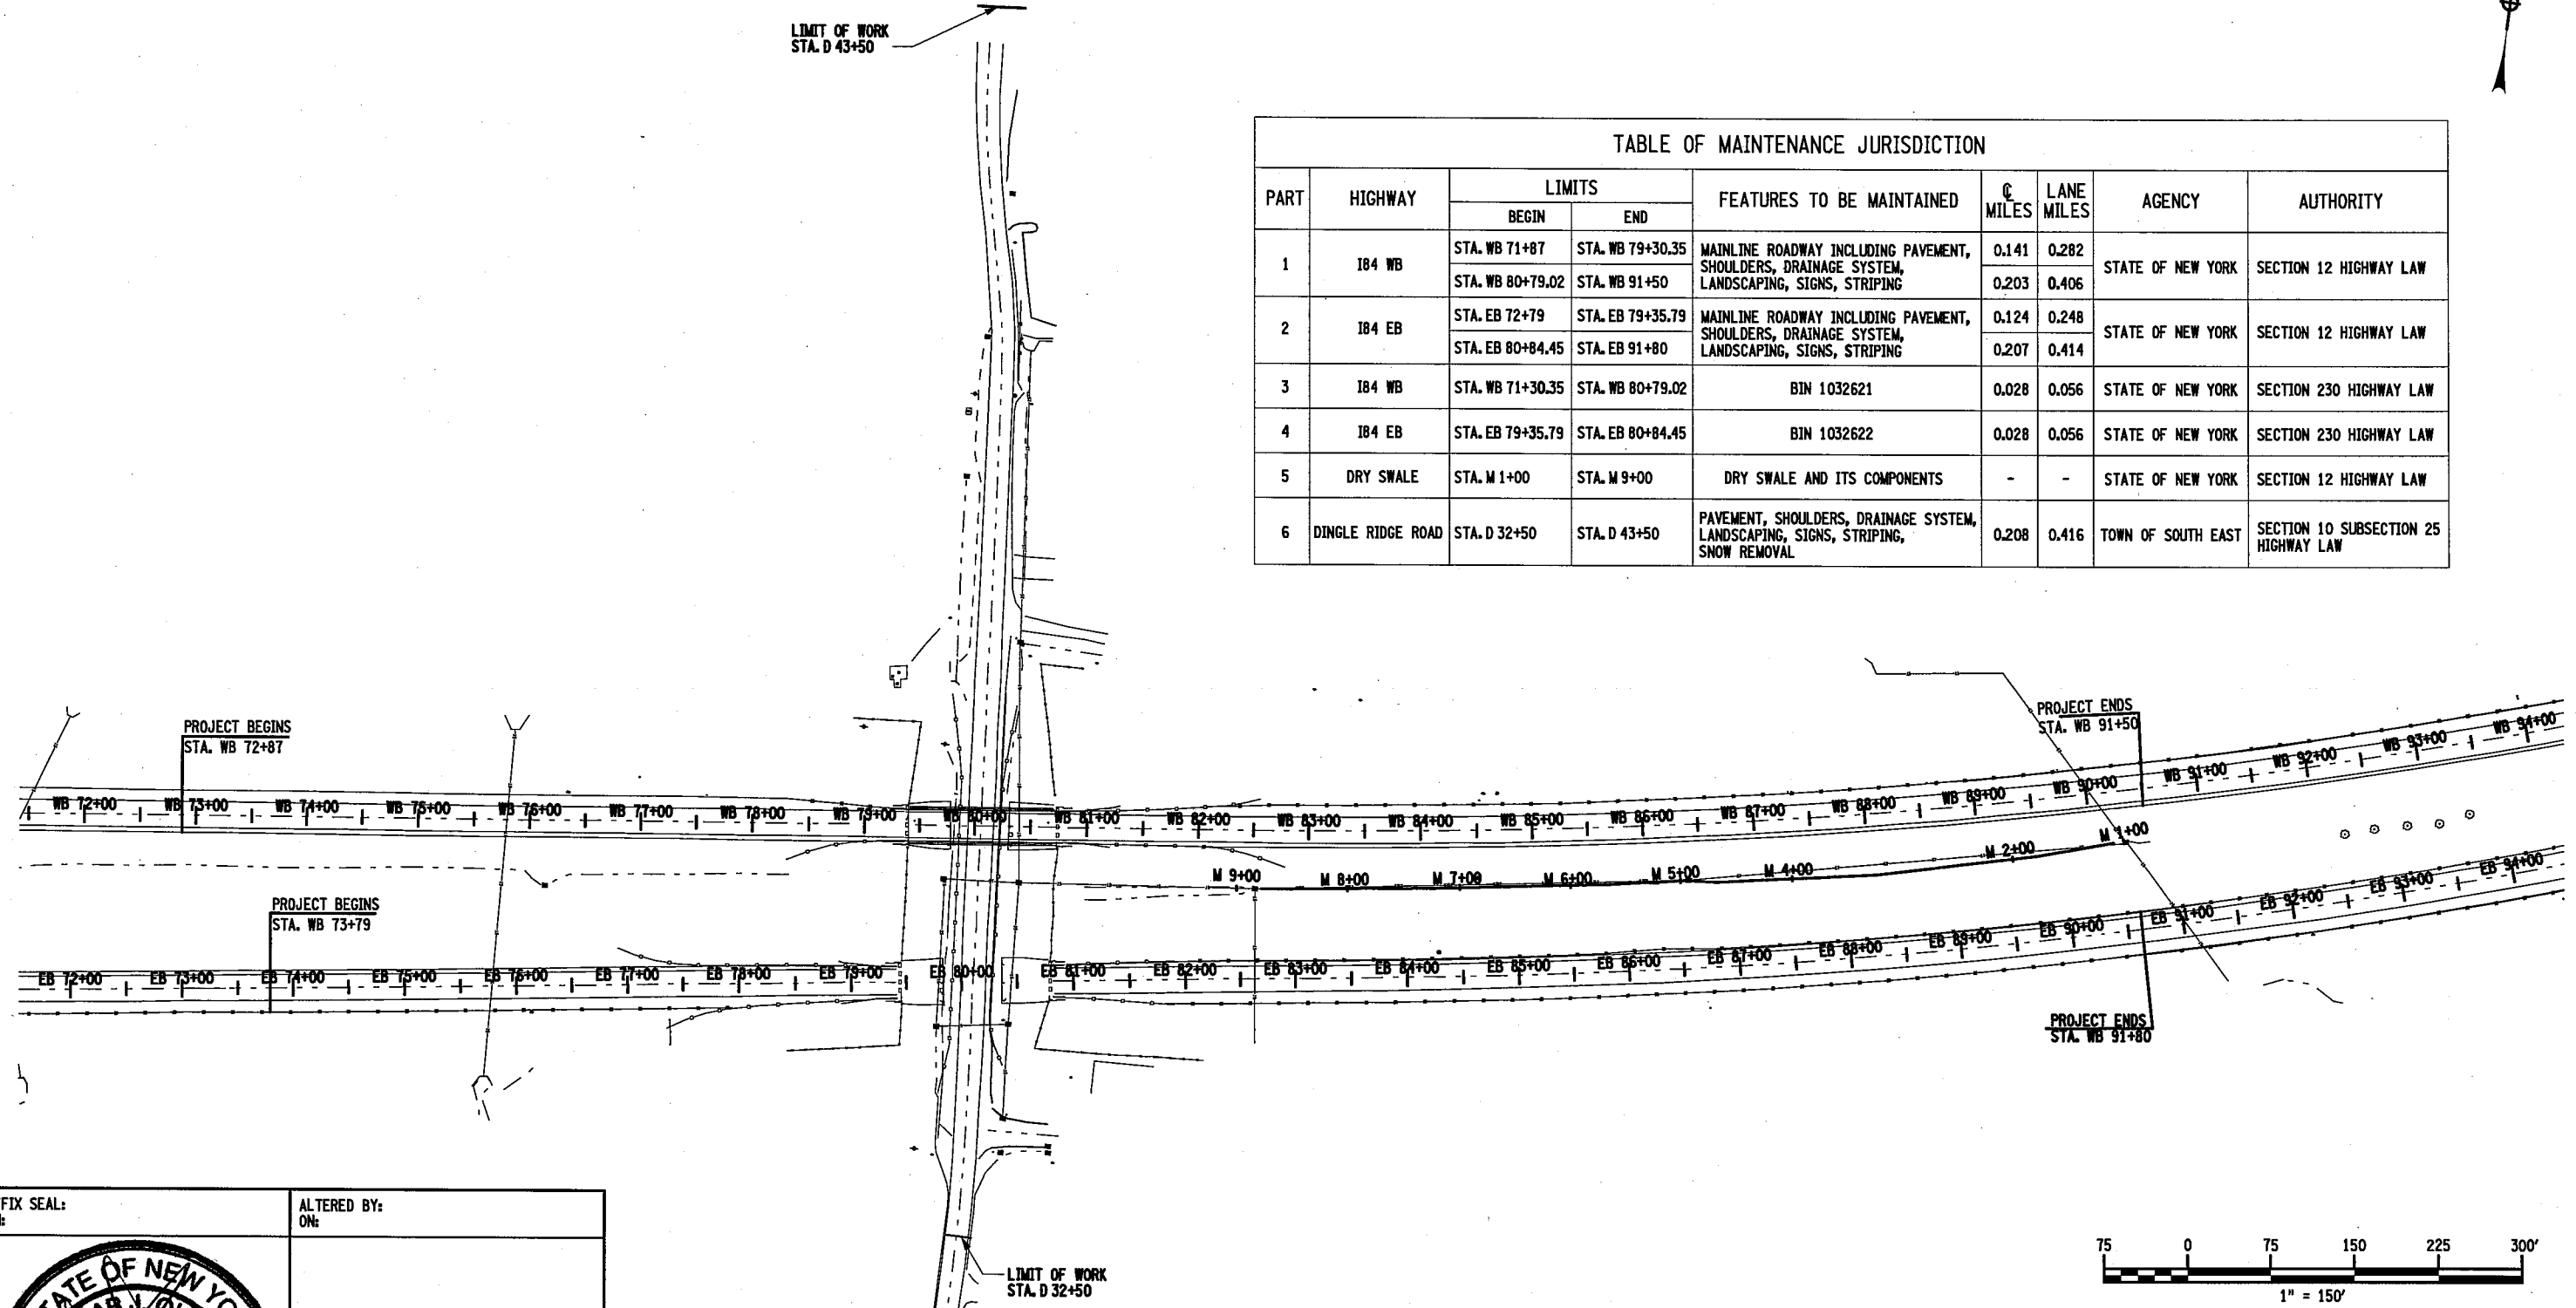 LIMIT OF WORK
STA. D 43+50
TABLE OF MAINTENANCE JURISDICTION
PART HIGHWAY LIMITS FEATURES TO BE MAINTAINED ℄ MILES LANE MILES AGENCY AUTHORITY
BEGIN END
1 I84 WB STA. WB 71+87 STA. WB 79+30.35 MAINLINE ROADWAY INCLUDING PAVEMENT, 0.141 0.282 STATE OF NEW YORK SECTION 12 HIGHWAY LAW
SHOULDERS, DRAINAGE SYSTEM,
STA. WB 80+79.02 STA. WB 91+50 LANDSCAPING, SIGNS, STRIPING 0.203 0.406
2 I84 EB STA. EB 72+79 STA. EB 79+35.79 MAINLINE ROADWAY INCLUDING PAVEMENT, 0.124 0.248 STATE OF NEW YORK SECTION 12 HIGHWAY LAW
SHOULDERS, DRAINAGE SYSTEM,
STA. EB 80+84.45 STA. EB 91+80 LANDSCAPING, SIGNS, STRIPING 0.207 0.414
3 I84 WB STA. WB 71+30.35 STA. WB 80+79.02 BIN 1032621 0.028 0.056 STATE OF NEW YORK SECTION 230 HIGHWAY LAW
4 I84 EB STA. EB 79+35.79 STA. EB 80+84.45 BIN 1032622 0.028 0.056 STATE OF NEW YORK SECTION 230 HIGHWAY LAW
5 DRY SWALE STA. M 1+00 STA. M 9+00 DRY SWALE AND ITS COMPONENTS - - STATE OF NEW YORK SECTION 12 HIGHWAY LAW
6 DINGLE RIDGE ROAD STA. D 32+50 STA. D 43+50 PAVEMENT, SHOULDERS, DRAINAGE SYSTEM, 0.208 0.416 TOWN OF SOUTH EAST SECTION 10 SUBSECTION 25
LANDSCAPING, SIGNS, STRIPING, HIGHWAY LAW
SNOW REMOVAL
PROJECT BEGINS
STA. WB 72+87
PROJECT ENDS
STA. WB 91+50
WB 72+00 WB 73+00 WB 74+00 WB 75+00 WB 76+00 WB 77+00 WB 78+00 WB 79+00 WB 80+00 WB 81+00 WB 82+00 WB 83+00 WB 84+00 WB 85+00 WB 86+00 WB 87+00 WB 88+00 WB 89+00 WB 90+00 WB 91+00 WB 92+00 WB 93+00 WB 94+00
M 9+00 M 8+00 M 7+00 M 6+00 M 5+00 M 4+00 M 2+00 M 1+00
PROJECT BEGINS
STA. WB 73+79
EB 72+00 EB 73+00 EB 74+00 EB 75+00 EB 76+00 EB 77+00 EB 78+00 EB 79+00 EB 80+00 EB 81+00 EB 82+00 EB 83+00 EB 84+00 EB 85+00 EB 86+00 EB 87+00 EB 88+00 EB 89+00 EB 90+00 EB 91+00 EB 92+00 EB 93+00 EB 94+00
PROJECT ENDS
STA. WB 91+80
FIX SEAL:
ALTERED BY:
ON:
OF NEW
LIMIT OF WORK
STA. D 32+50
75 0 75 150 225 300'
1" = 150'